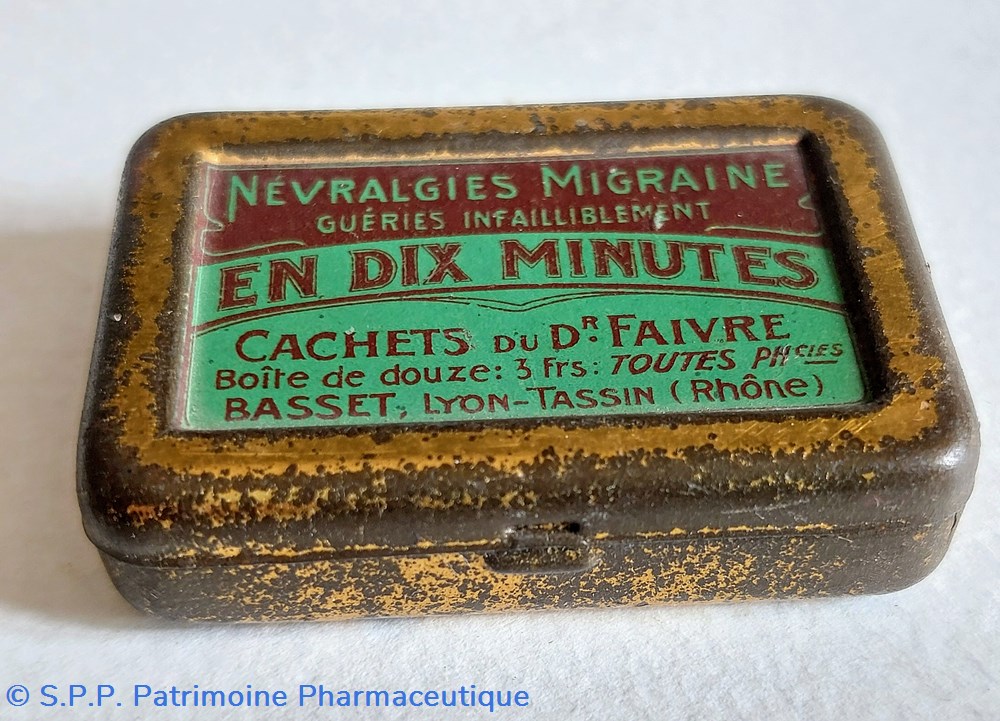 NÉVRALGIES MIGRAINE
GUÉRIES INFAILLIBLEMENT
EN DIX MINUTES
CACHETS DU DR. FAIVRE
Boîte de douze: 3 frs: TOUTES PHCIES
BASSET, LYON-TASSIN (Rhône)
© S.P.P. Patrimoine Pharmaceutique